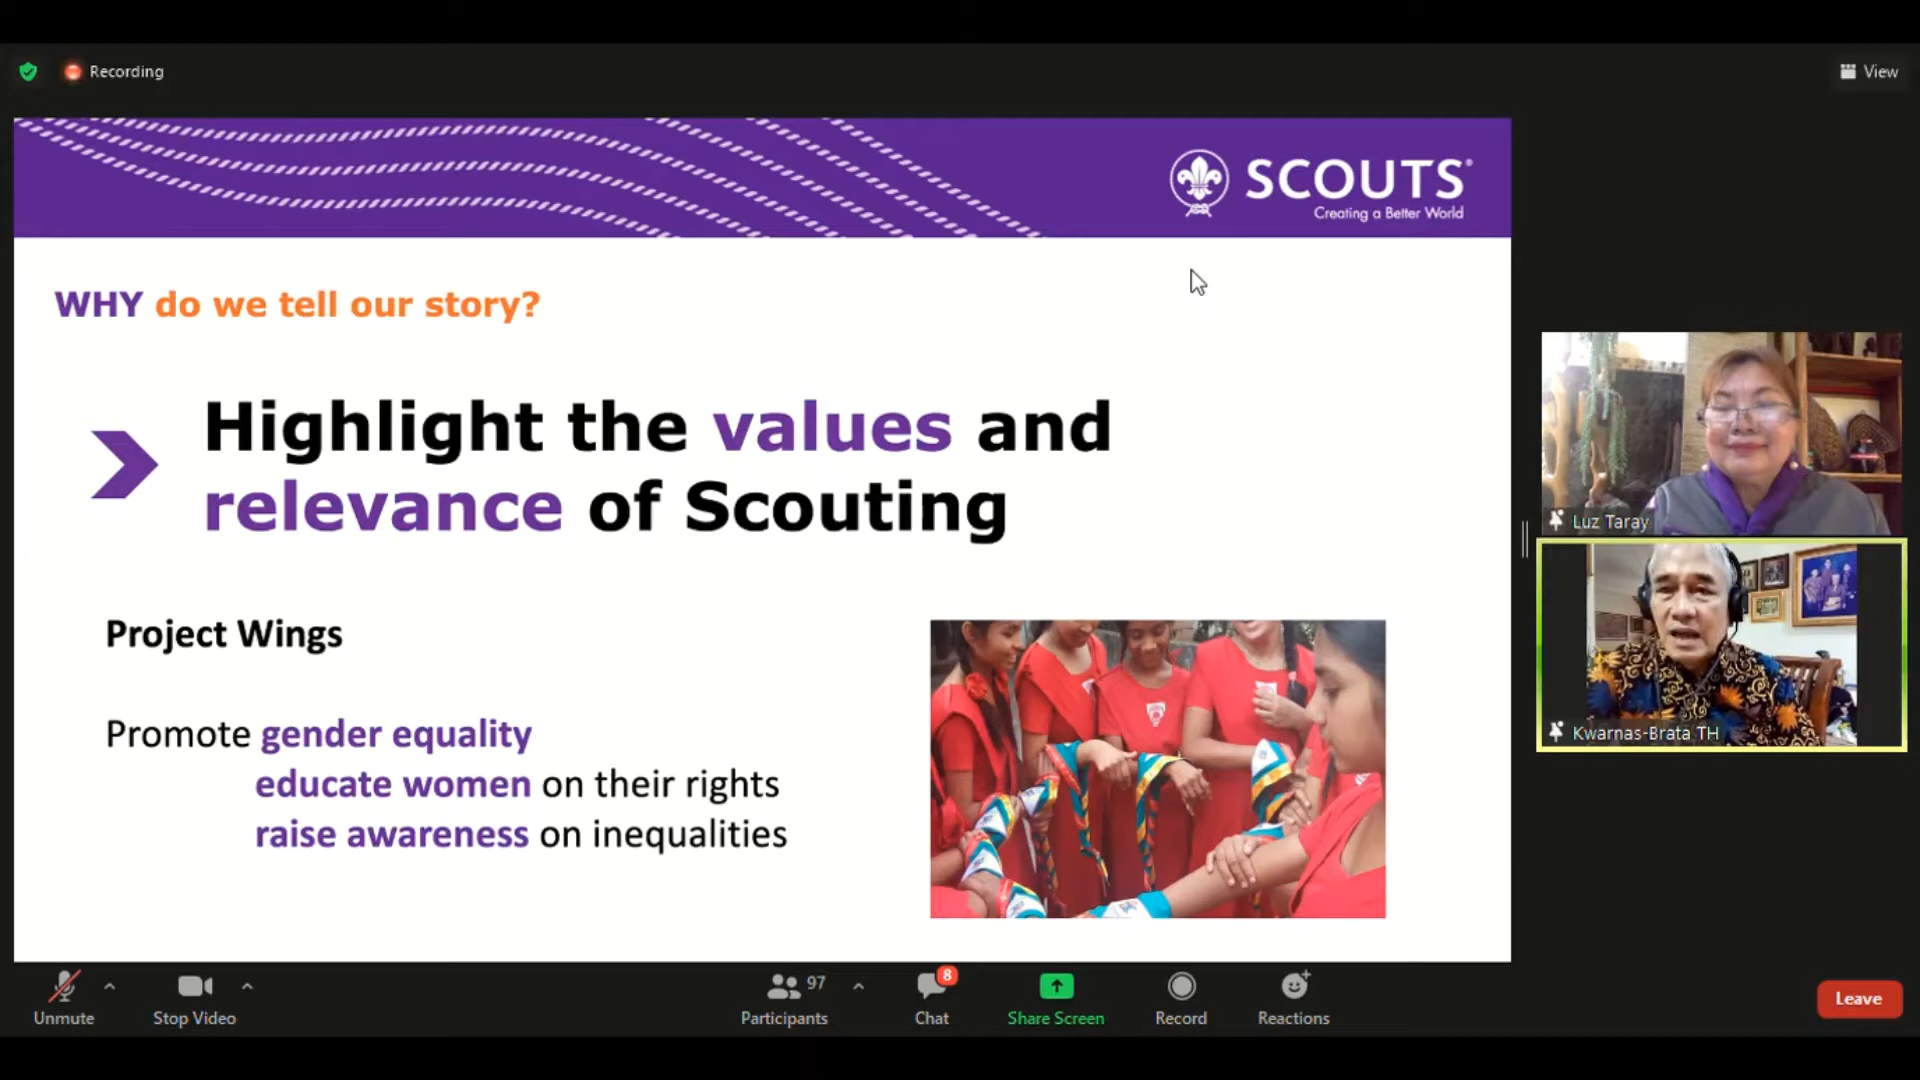 Recording
View
SCOUTS®
Creating a Better World
WHY do we tell our story?
Highlight the values and
relevance of Scouting
Project Wings
Promote gender equality
educate women on their rights
raise awareness on inequalities
Luz Taray
Kwarnas-Brata TH
Unmute
Stop Video
97
Participants
8
Chat
Share Screen
Record
Reactions
Leave